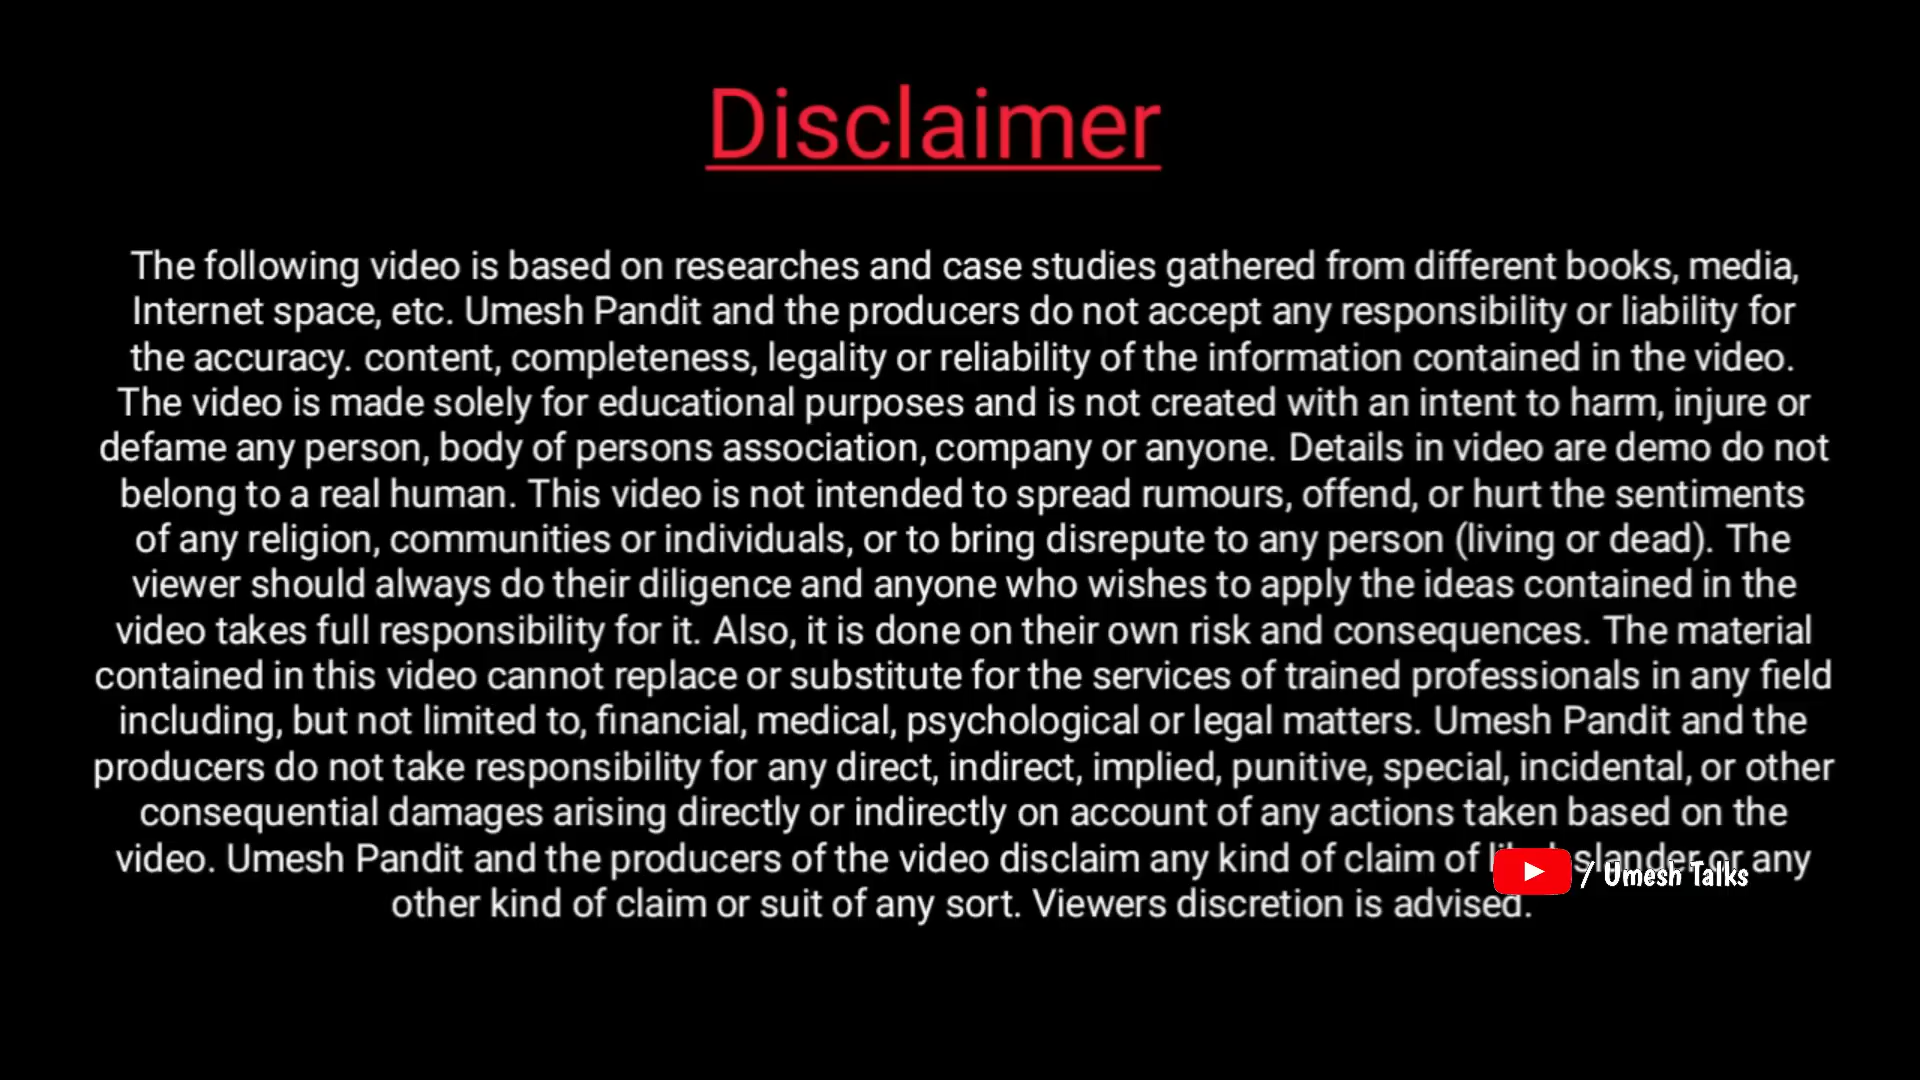 Disclaimer
The following video is based on researches and case studies gathered from different books, media,
Internet space, etc. Umesh Pandit and the producers do not accept any responsibility or liability for
the accuracy. content, completeness, legality or reliability of the information contained in the video.
The video is made solely for educational purposes and is not created with an intent to harm, injure or
defame any person, body of persons association, company or anyone. Details in video are demo do not
belong to a real human. This video is not intended to spread rumours, offend, or hurt the sentiments
of any religion, communities or individuals, or to bring disrepute to any person (living or dead). The
viewer should always do their diligence and anyone who wishes to apply the ideas contained in the
video takes full responsibility for it. Also, it is done on their own risk and consequences. The material
contained in this video cannot replace or substitute for the services of trained professionals in any field
including, but not limited to, financial, medical, psychological or legal matters. Umesh Pandit and the
producers do not take responsibility for any direct, indirect, implied, punitive, special, incidental, or other
consequential damages arising directly or indirectly on account of any actions taken based on the
video. Umesh Pandit and the producers of the video disclaim any kind of claim of slander or any
/ Umesh Talks
other kind of claim or suit of any sort. Viewers discretion is advised.